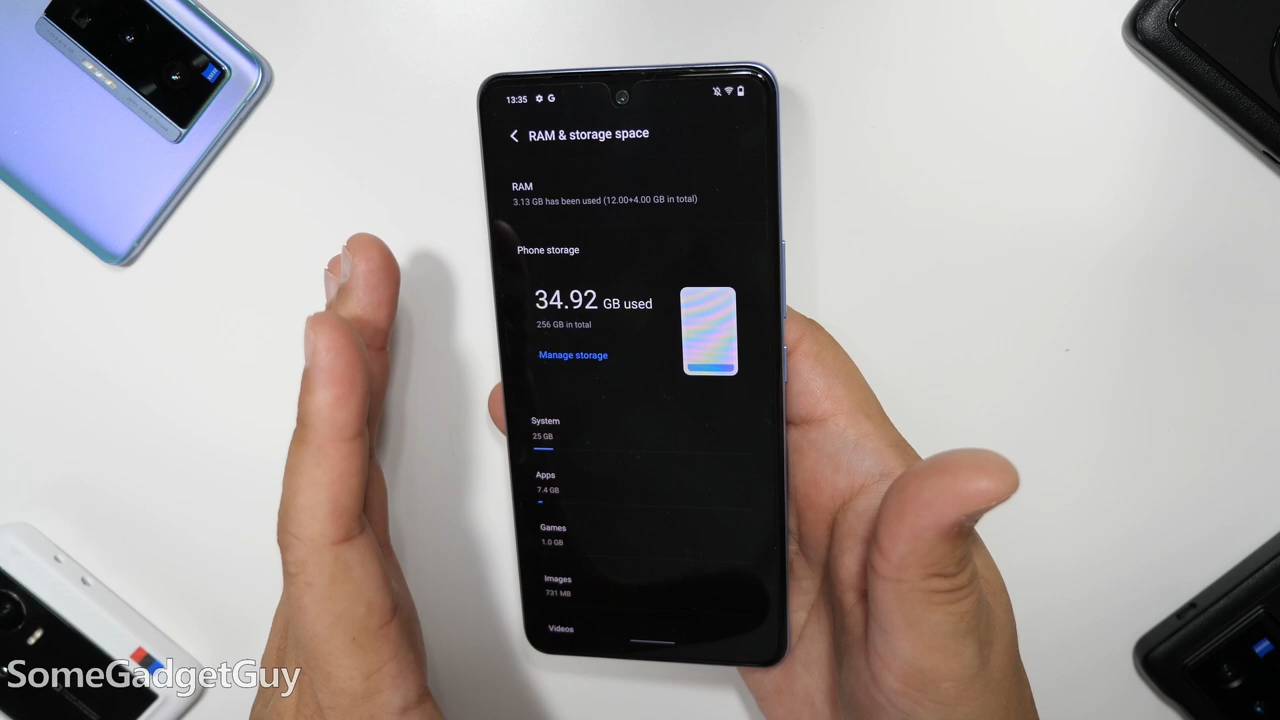 13:35
RAM & storage space
RAM
3.13 GB has been used (12.00+4.00 GB in total)
Phone storage
34.92 GB used
256 GB in total
Manage storage
System
25 GB
Apps
7.4 GB
Games
1.0 GB
Images
731 MB
Videos
SomeGadgetGuy